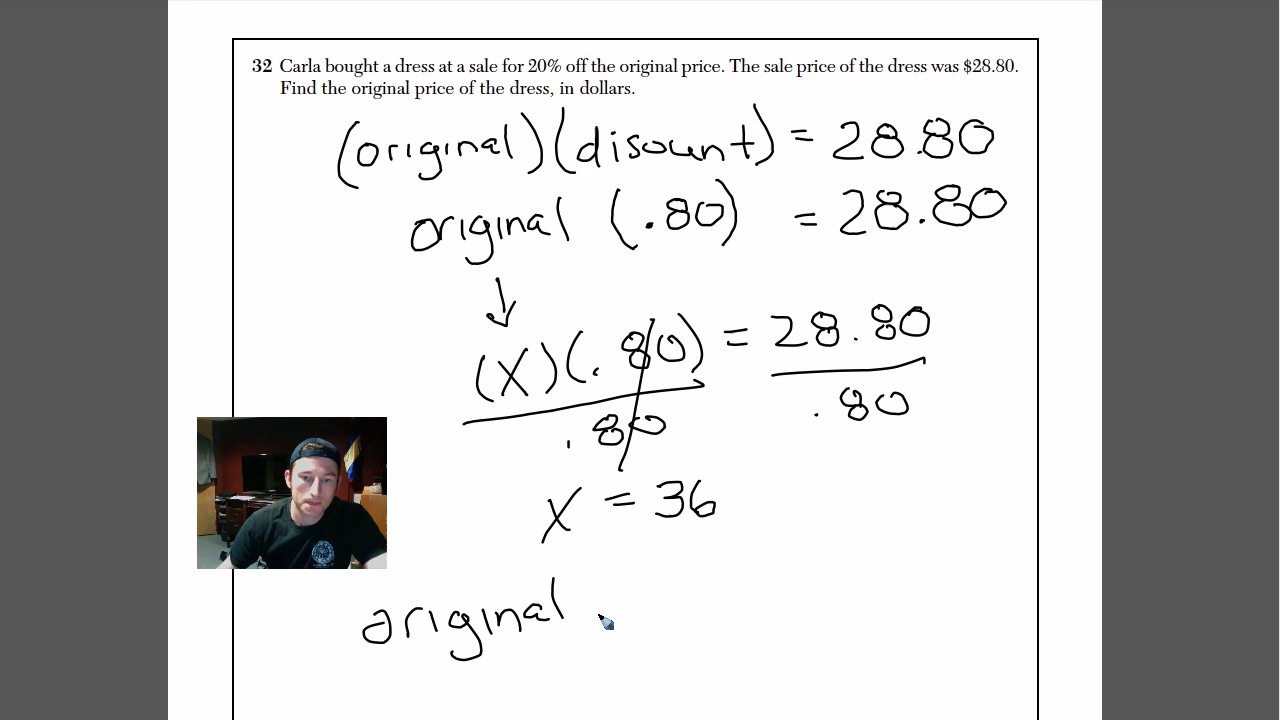 32 Carla bought a dress at a sale for 20% off the original price. The sale price of the dress was $28.80.
Find the original price of the dress, in dollars.
(original)(disount) = 28.80
original (.80) = 28.80
↓
(X)(.80) = 28.80
.80 .80
x = 36
original